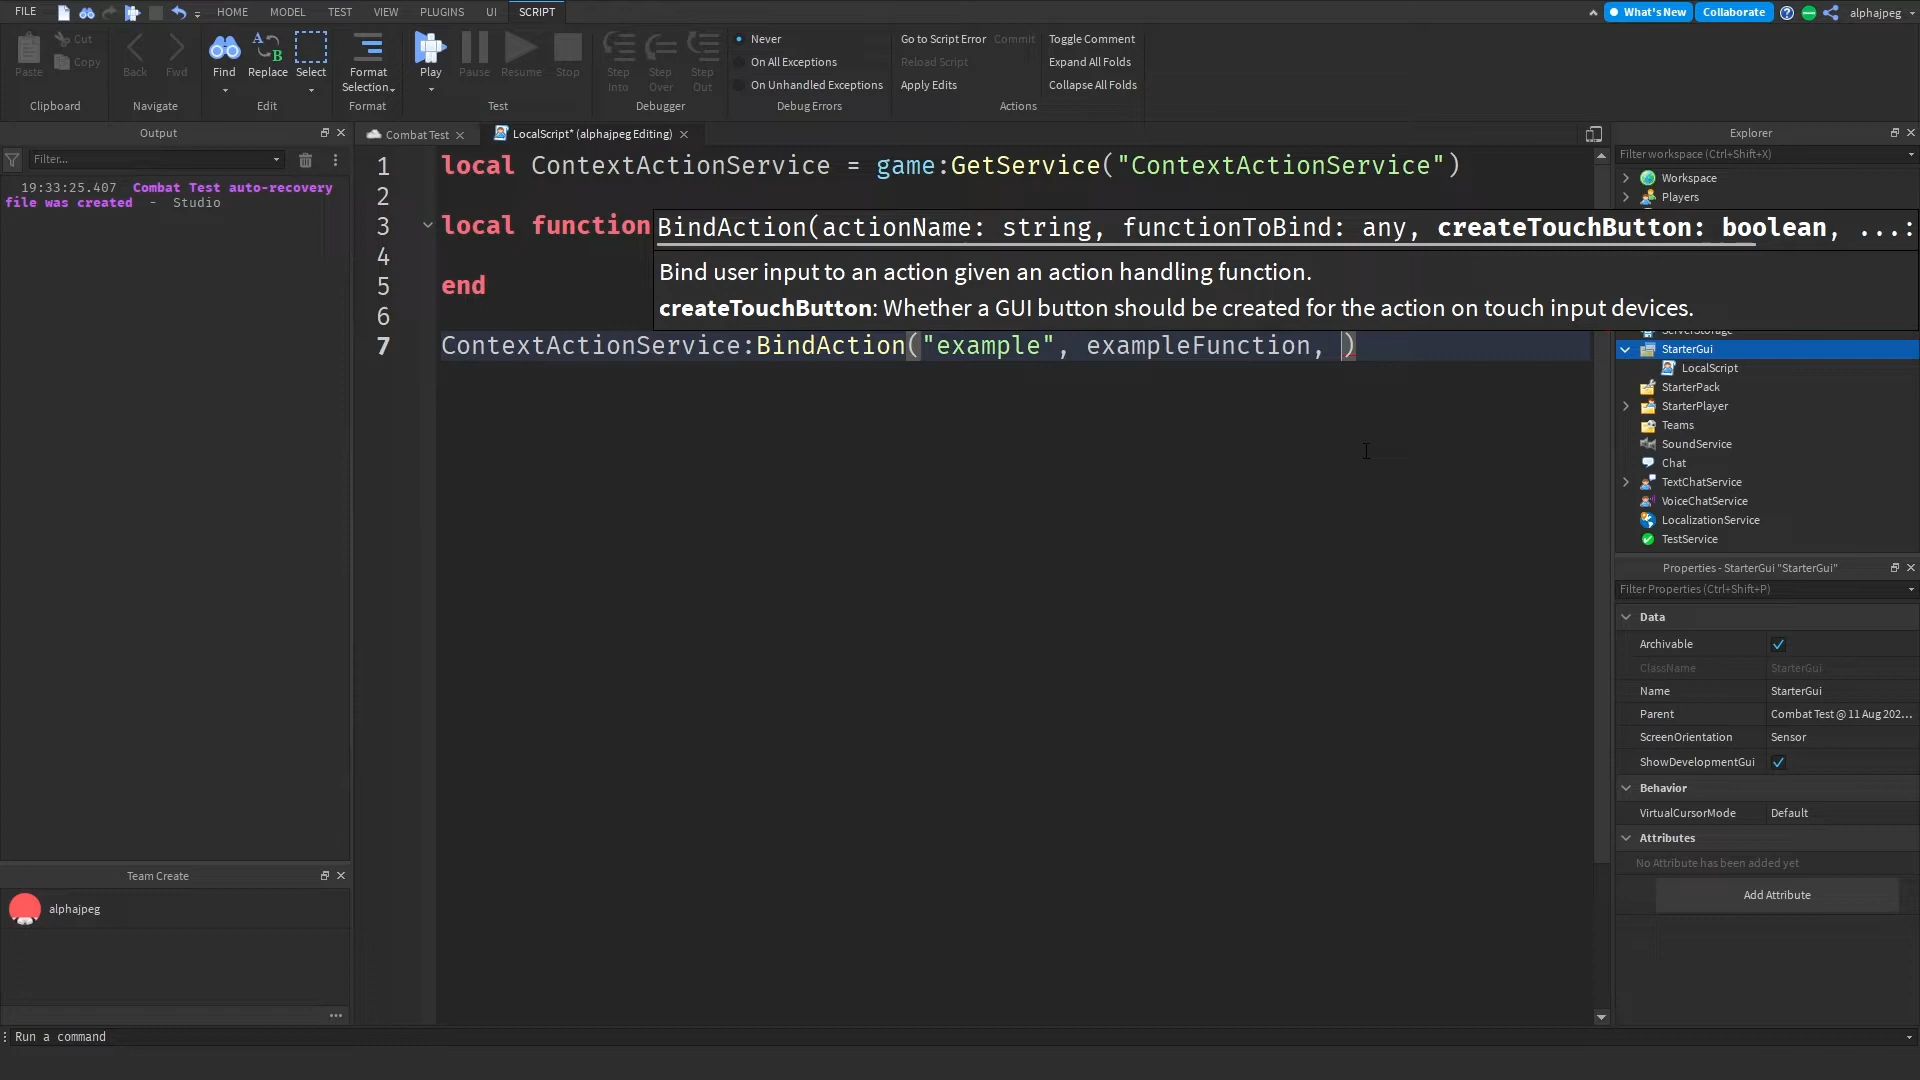 FILE HOME MODEL TEST VIEW PLUGINS UI SCRIPT What's New Collaborate alphajpeg
Paste Cut Copy Clipboard
Back Fwd Navigate
Find Replace Select Edit
Format Selection Format
Play Pause Resume Stop Test
Step Into Step Over Step Out Debugger
Never
On All Exceptions
On Unhandled Exceptions
Debug Errors
Go to Script Error Commit Toggle Comment
Reload Script Expand All Folds
Apply Edits Collapse All Folds
Actions
Output
Filter...
19:33:25.407 Combat Test auto-recovery
file was created - Studio
Team Create
alphajpeg
Combat Test LocalScript* (alphajpeg Editing)
1 local ContextActionService = game:GetService("ContextActionService")
2
3 local function
4
5 end
6
7 ContextActionService:BindAction("example", exampleFunction, )
BindAction(actionName: string, functionToBind: any, createTouchButton: boolean, ...:
Bind user input to an action given an action handling function.
createTouchButton: Whether a GUI button should be created for the action on touch input devices.
Explorer
Filter workspace (Ctrl+Shift+X)
Workspace
Players
ServerStorage
StarterGui
LocalScript
StarterPack
StarterPlayer
Teams
SoundService
Chat
TextChatService
VoiceChatService
LocalizationService
TestService
Properties - StarterGui "StarterGui"
Filter Properties (Ctrl+Shift+P)
Data
Archivable
ClassName StarterGui
Name StarterGui
Parent Combat Test @ 11 Aug 202...
ScreenOrientation Sensor
ShowDevelopmentGui
Behavior
VirtualCursorMode Default
Attributes
No Attribute has been added yet
Add Attribute
Run a command